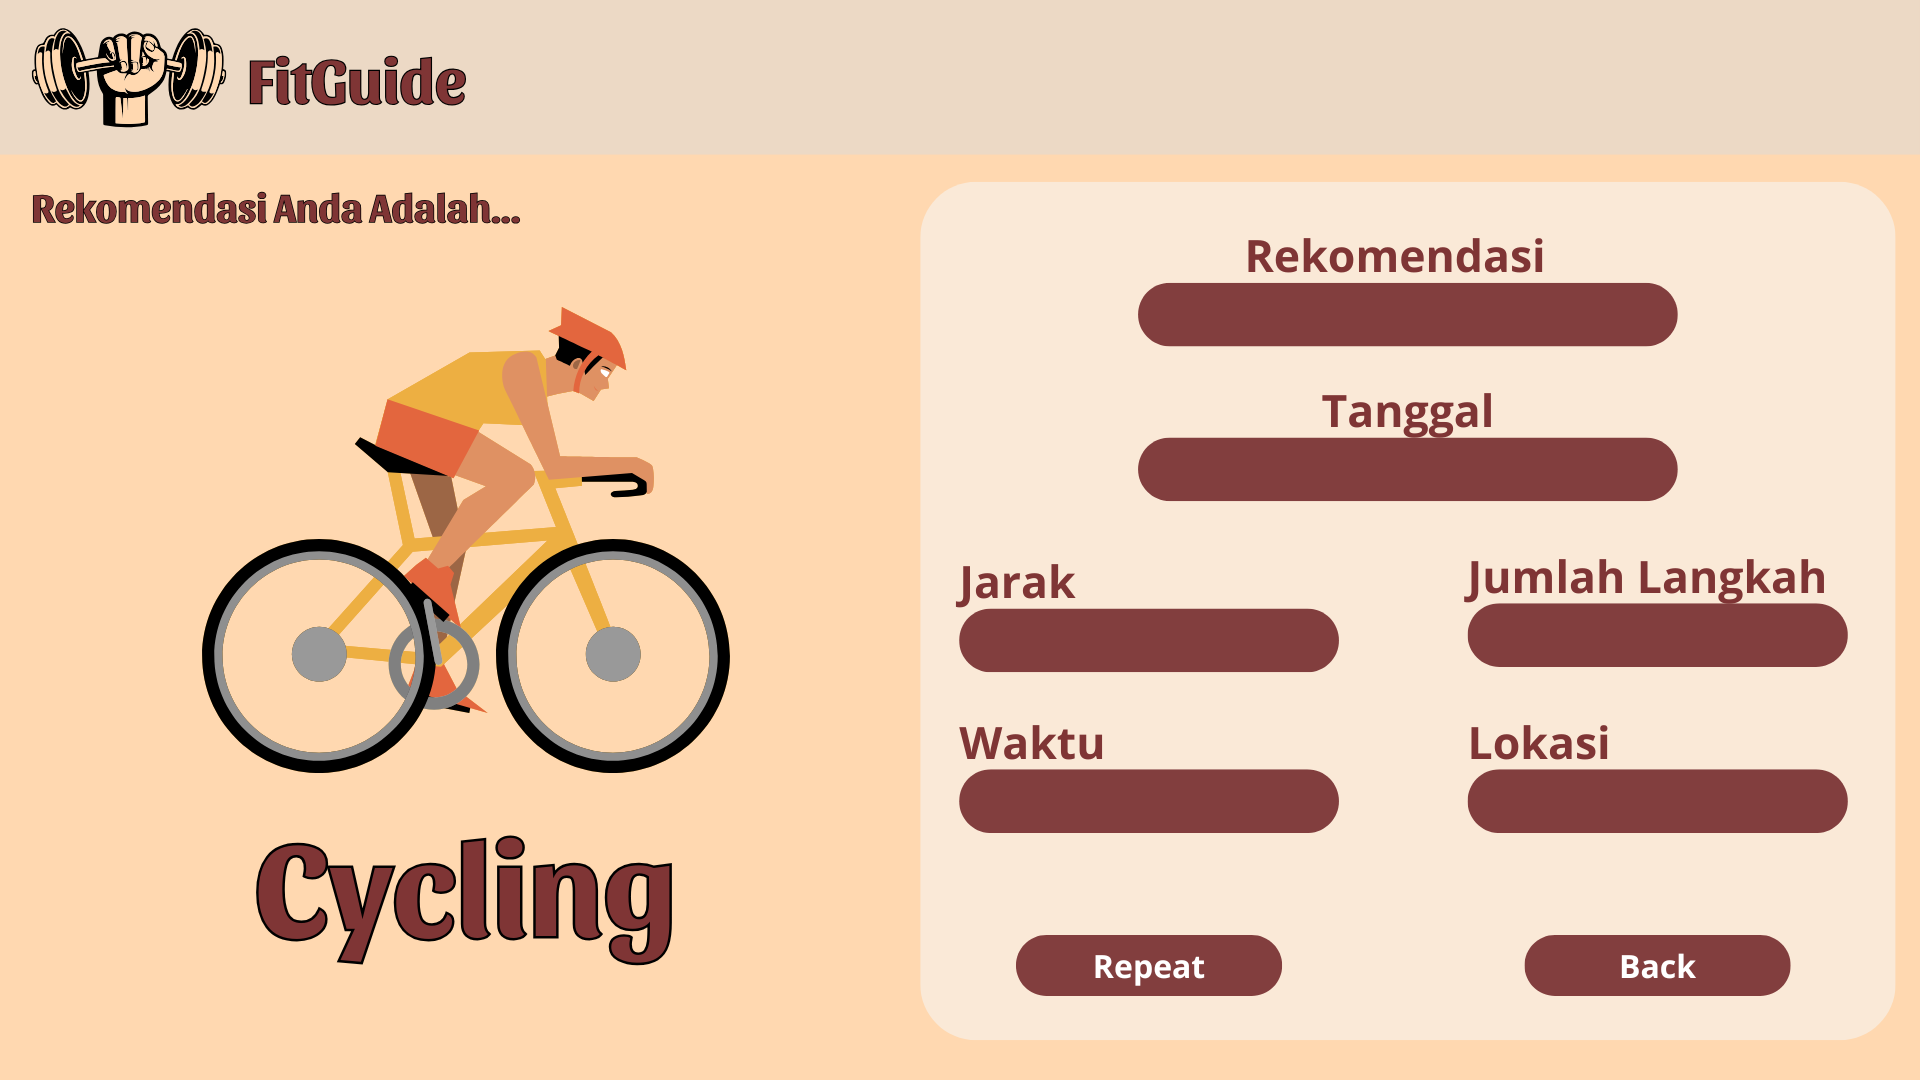 FitGuide
Rekomendasi Anda Adalah...
Cycling
Rekomendasi
Tanggal
Jarak
Jumlah Langkah
Waktu
Lokasi
Repeat
Back